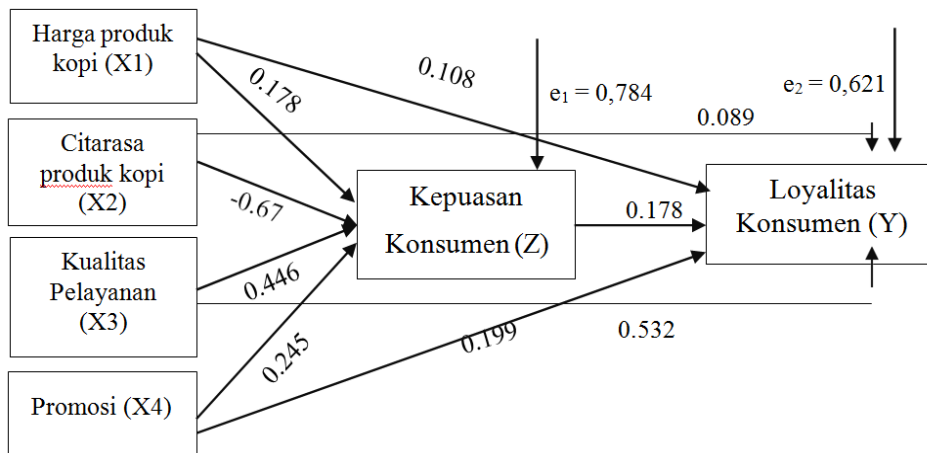 Harga produk
kopi (X1)
Citarasa
produk kopi
(X2)
Kualitas
Pelayanan
(X3)
Promosi (X4)
0.178
0.108
-0.67
0.446
0.245
0.199
e₁ = 0,784
e₂ = 0,621
0.089
Kepuasan
Konsumen (Z)
0.178
Loyalitas
Konsumen (Y)
0.532